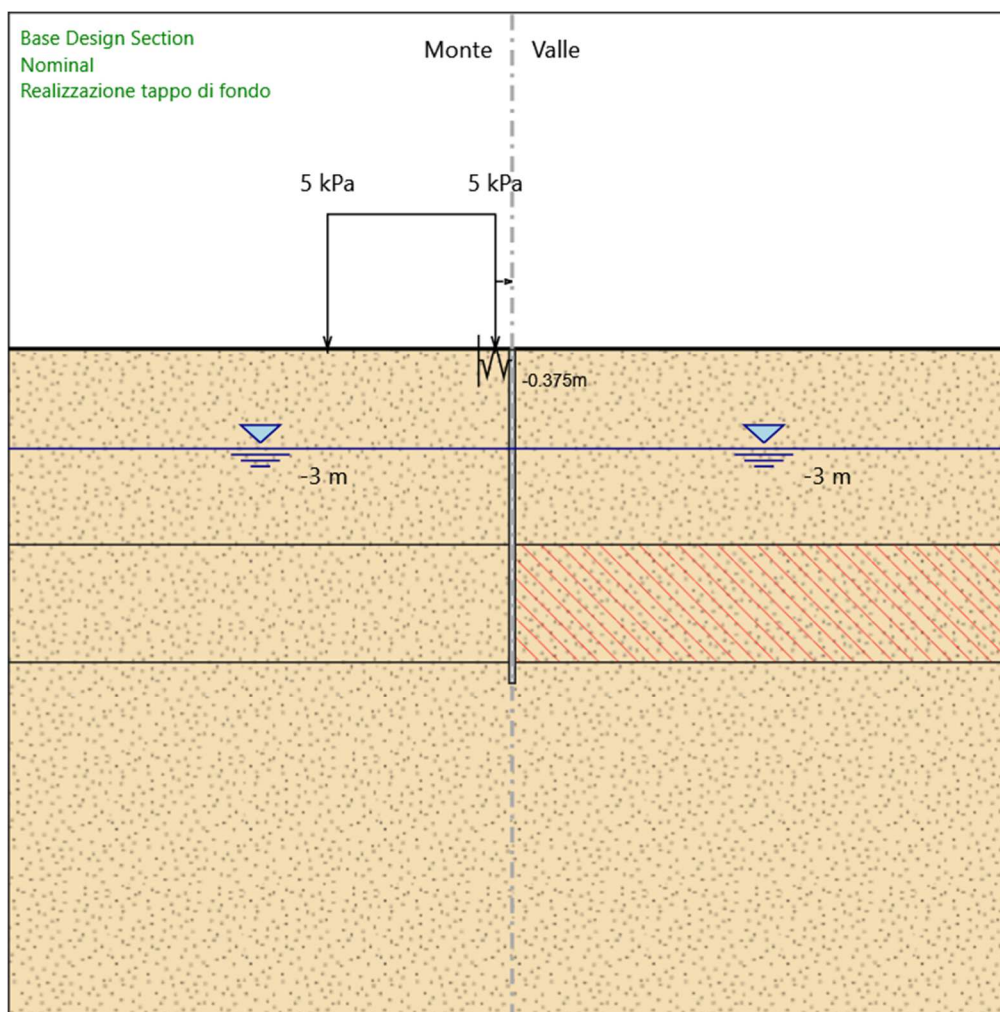 Base Design Section
Nominal
Realizzazione tappo di fondo
Monte Valle
5 kPa 5 kPa
-0.375m
-3 m -3 m